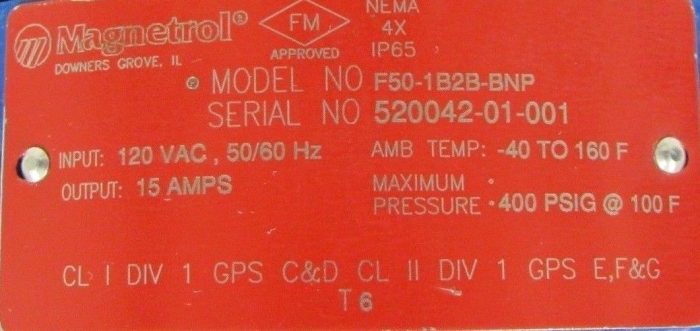 Magnetrol®
DOWNERS GROVE, IL
FM
APPROVED
NEMA
4X
IP65
MODEL NO F50-1B2B-BNP
SERIAL NO 520042-01-001
INPUT: 120 VAC, 50/60 Hz
AMB TEMP: -40 TO 160 F
OUTPUT: 15 AMPS
MAXIMUM
PRESSURE 400 PSIG @ 100 F
CL I DIV 1 GPS C&D CL II DIV 1 GPS E,F&G
T6